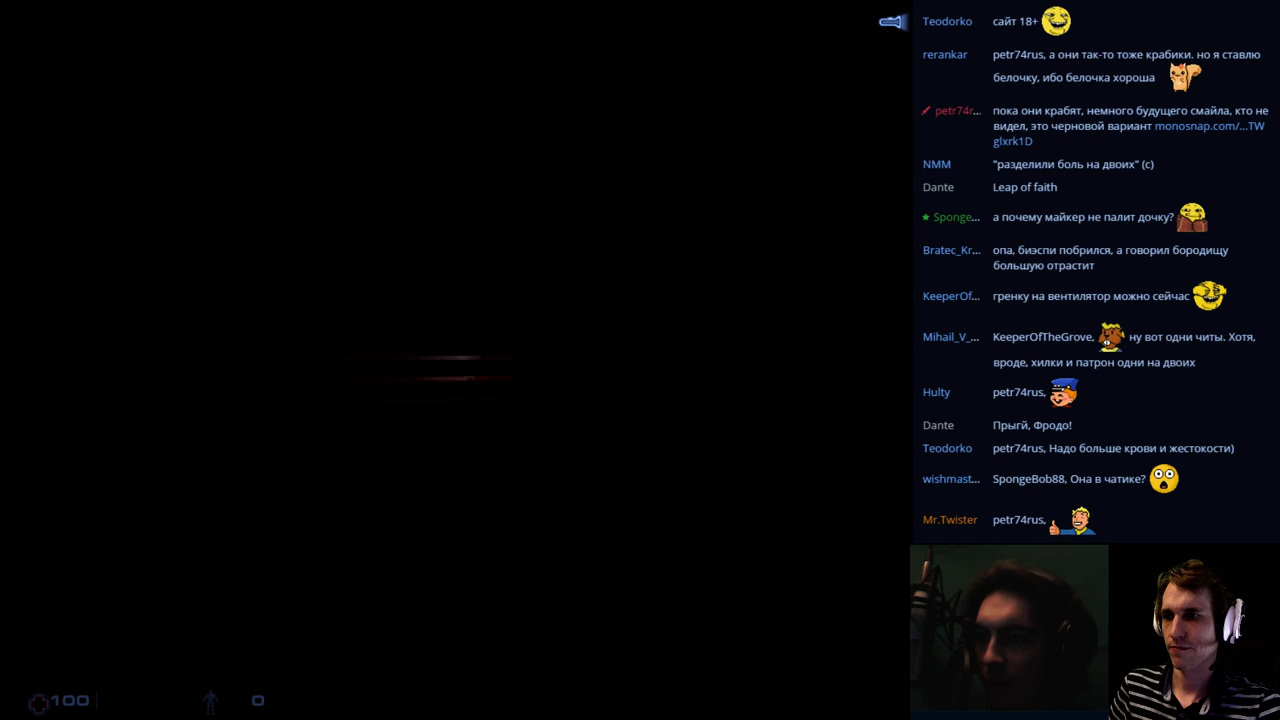 Teodorko сайт 18+
rerankar petr74rus, а они так-то тоже крабики. но я ставлю
белочку, ибо белочка хороша
petr74r... пока они крабят, немного будущего смайла, кто не
видел, это черновой вариант monosnap.com/...TW
glxrk1D
NMM "разделили боль на двоих" (с)
Dante Leap of faith
Sponge... а почему майкер не палит дочку?
Bratec_Kr... опа, биэспи побрился, а говорил бородищу
большую отрастит
KeeperOf... гренку на вентилятор можно сейчас
Mihail_V_... KeeperOfTheGrove, ну вот одни читы. Хотя,
вроде, хилки и патрон одни на двоих
Hulty petr74rus,
Dante Прыгй, Фродо!
Teodorko petr74rus, Надо больше крови и жестокости)
wishmast... SpongeBob88, Она в чатике?
Mr.Twister petr74rus,
100 0